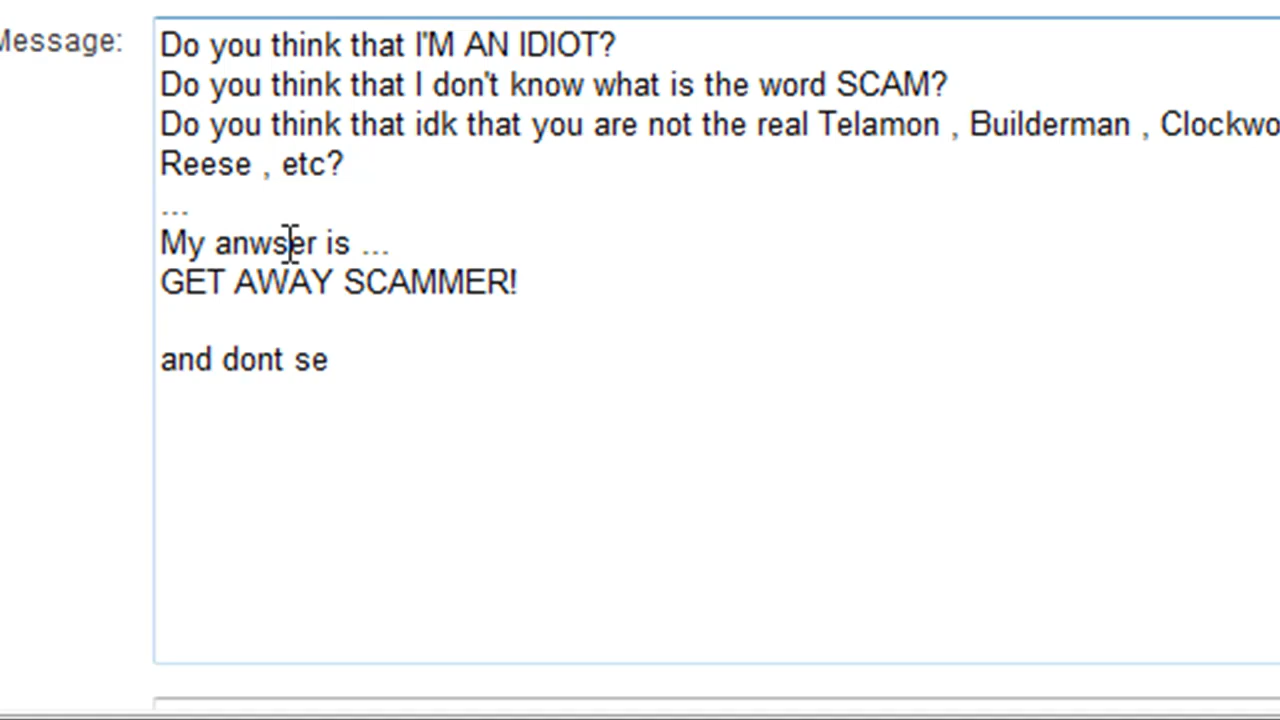 Message:
Do you think that I'M AN IDIOT?
Do you think that I don't know what is the word SCAM?
Do you think that idk that you are not the real Telamon , Builderman ,
Reese , etc?
...
My anwser is ...
GET AWAY SCAMMER!
and dont se